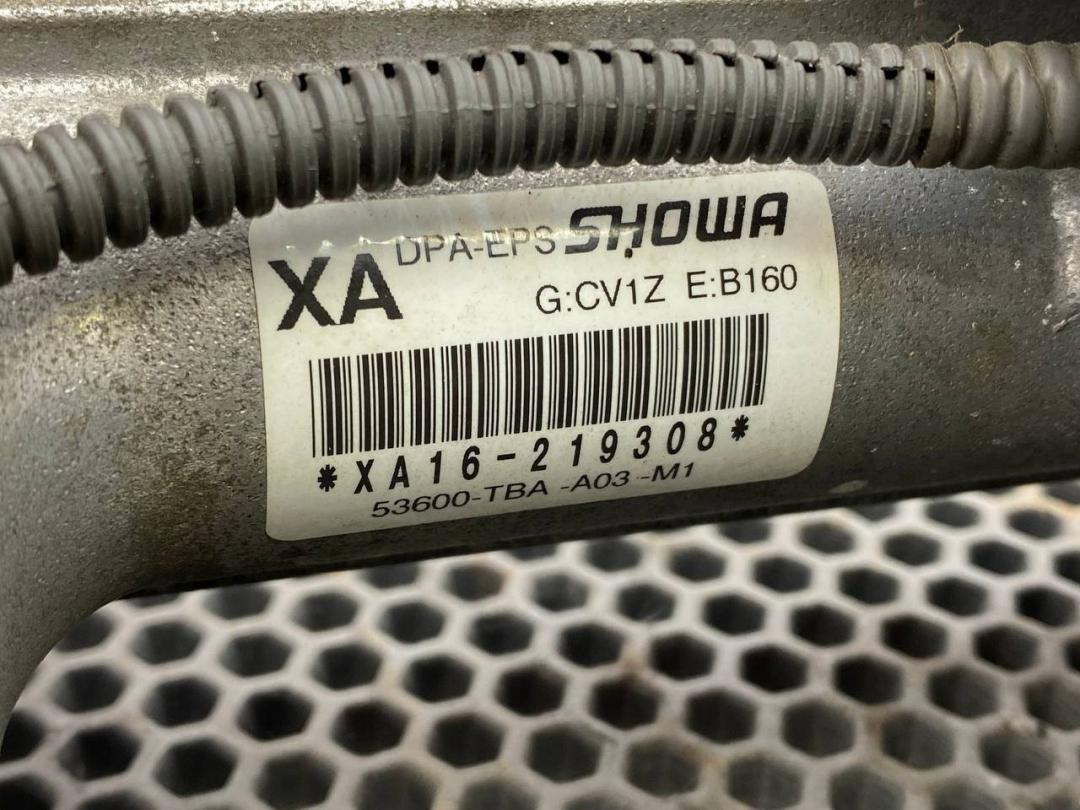 XA DPA-EPS SHOWA
G:CV1Z E:B160
*XA16-219308*
53600-TBA -A03 -M1